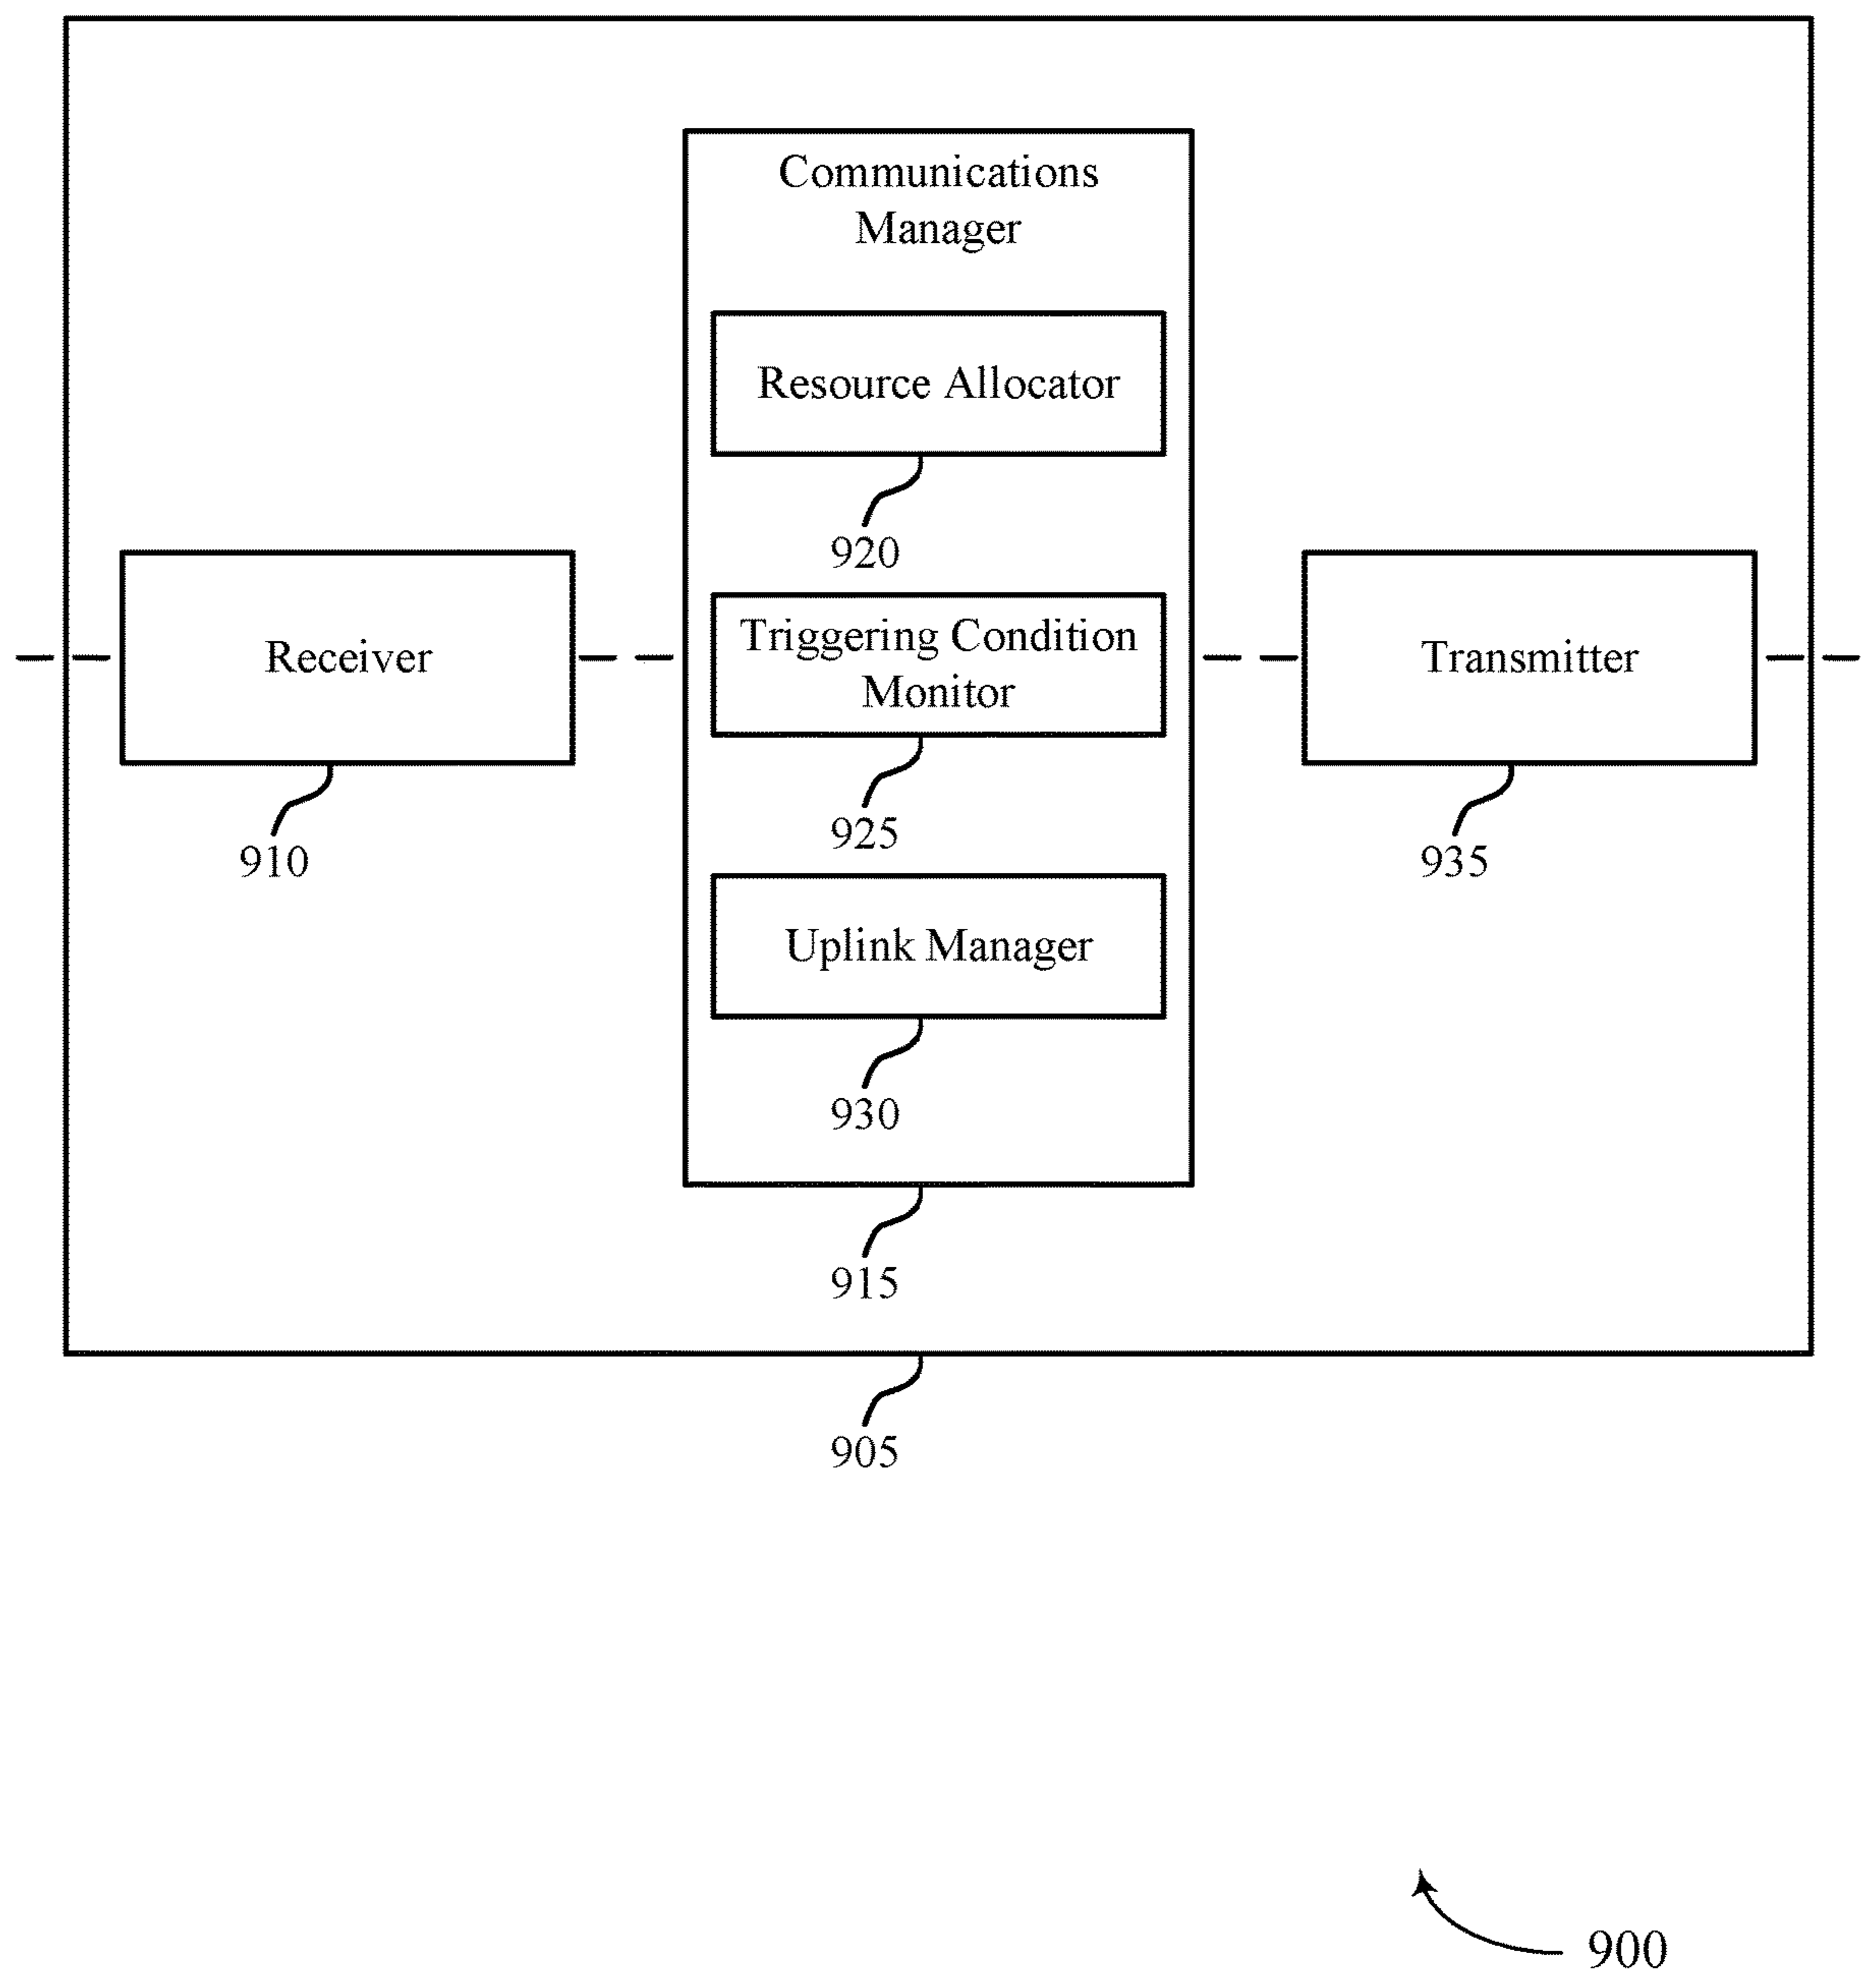 Communications
Manager
Resource Allocator
920
Receiver
910
Triggering Condition
Monitor
925
Transmitter
935
Uplink Manager
930
915
905
900